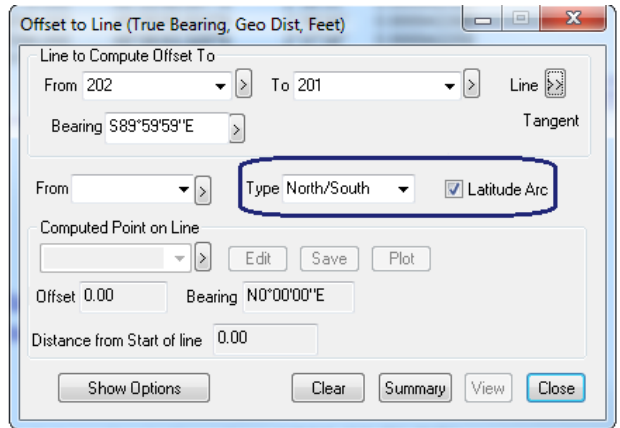 Offset to Line (True Bearing, Geo Dist, Feet)
Line to Compute Offset To
From 202 > To 201 > Line >>
Bearing S89°59'59"E > Tangent
From > Type North/South Latitude Arc
Computed Point on Line
> Edit Save Plot
Offset 0.00 Bearing N0°00'00"E
Distance from Start of line 0.00
Show Options Clear Summary View Close